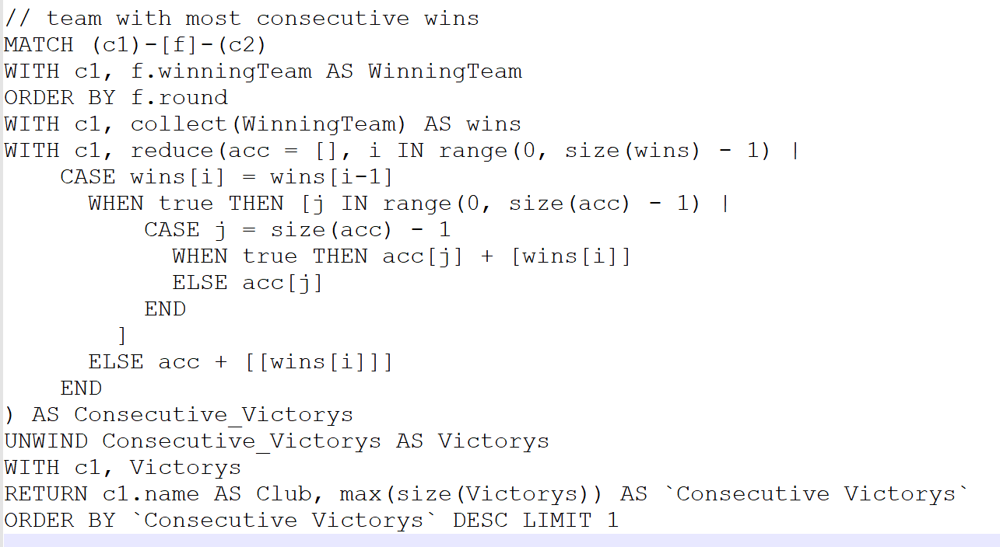 // team with most consecutive wins
MATCH (c1)-[f]-(c2)
WITH c1, f.winningTeam AS WinningTeam
ORDER BY f.round
WITH c1, collect(WinningTeam) AS wins
WITH c1, reduce(acc = [], i IN range(0, size(wins) - 1) |
    CASE wins[i] = wins[i-1]
      WHEN true THEN [j IN range(0, size(acc) - 1) |
          CASE j = size(acc) - 1
            WHEN true THEN acc[j] + [wins[i]]
            ELSE acc[j]
          END
        ]
      ELSE acc + [[wins[i]]]
    END
) AS Consecutive_Victorys
UNWIND Consecutive_Victorys AS Victorys
WITH c1, Victorys
RETURN c1.name AS Club, max(size(Victorys)) AS `Consecutive Victorys`
ORDER BY `Consecutive Victorys` DESC LIMIT 1